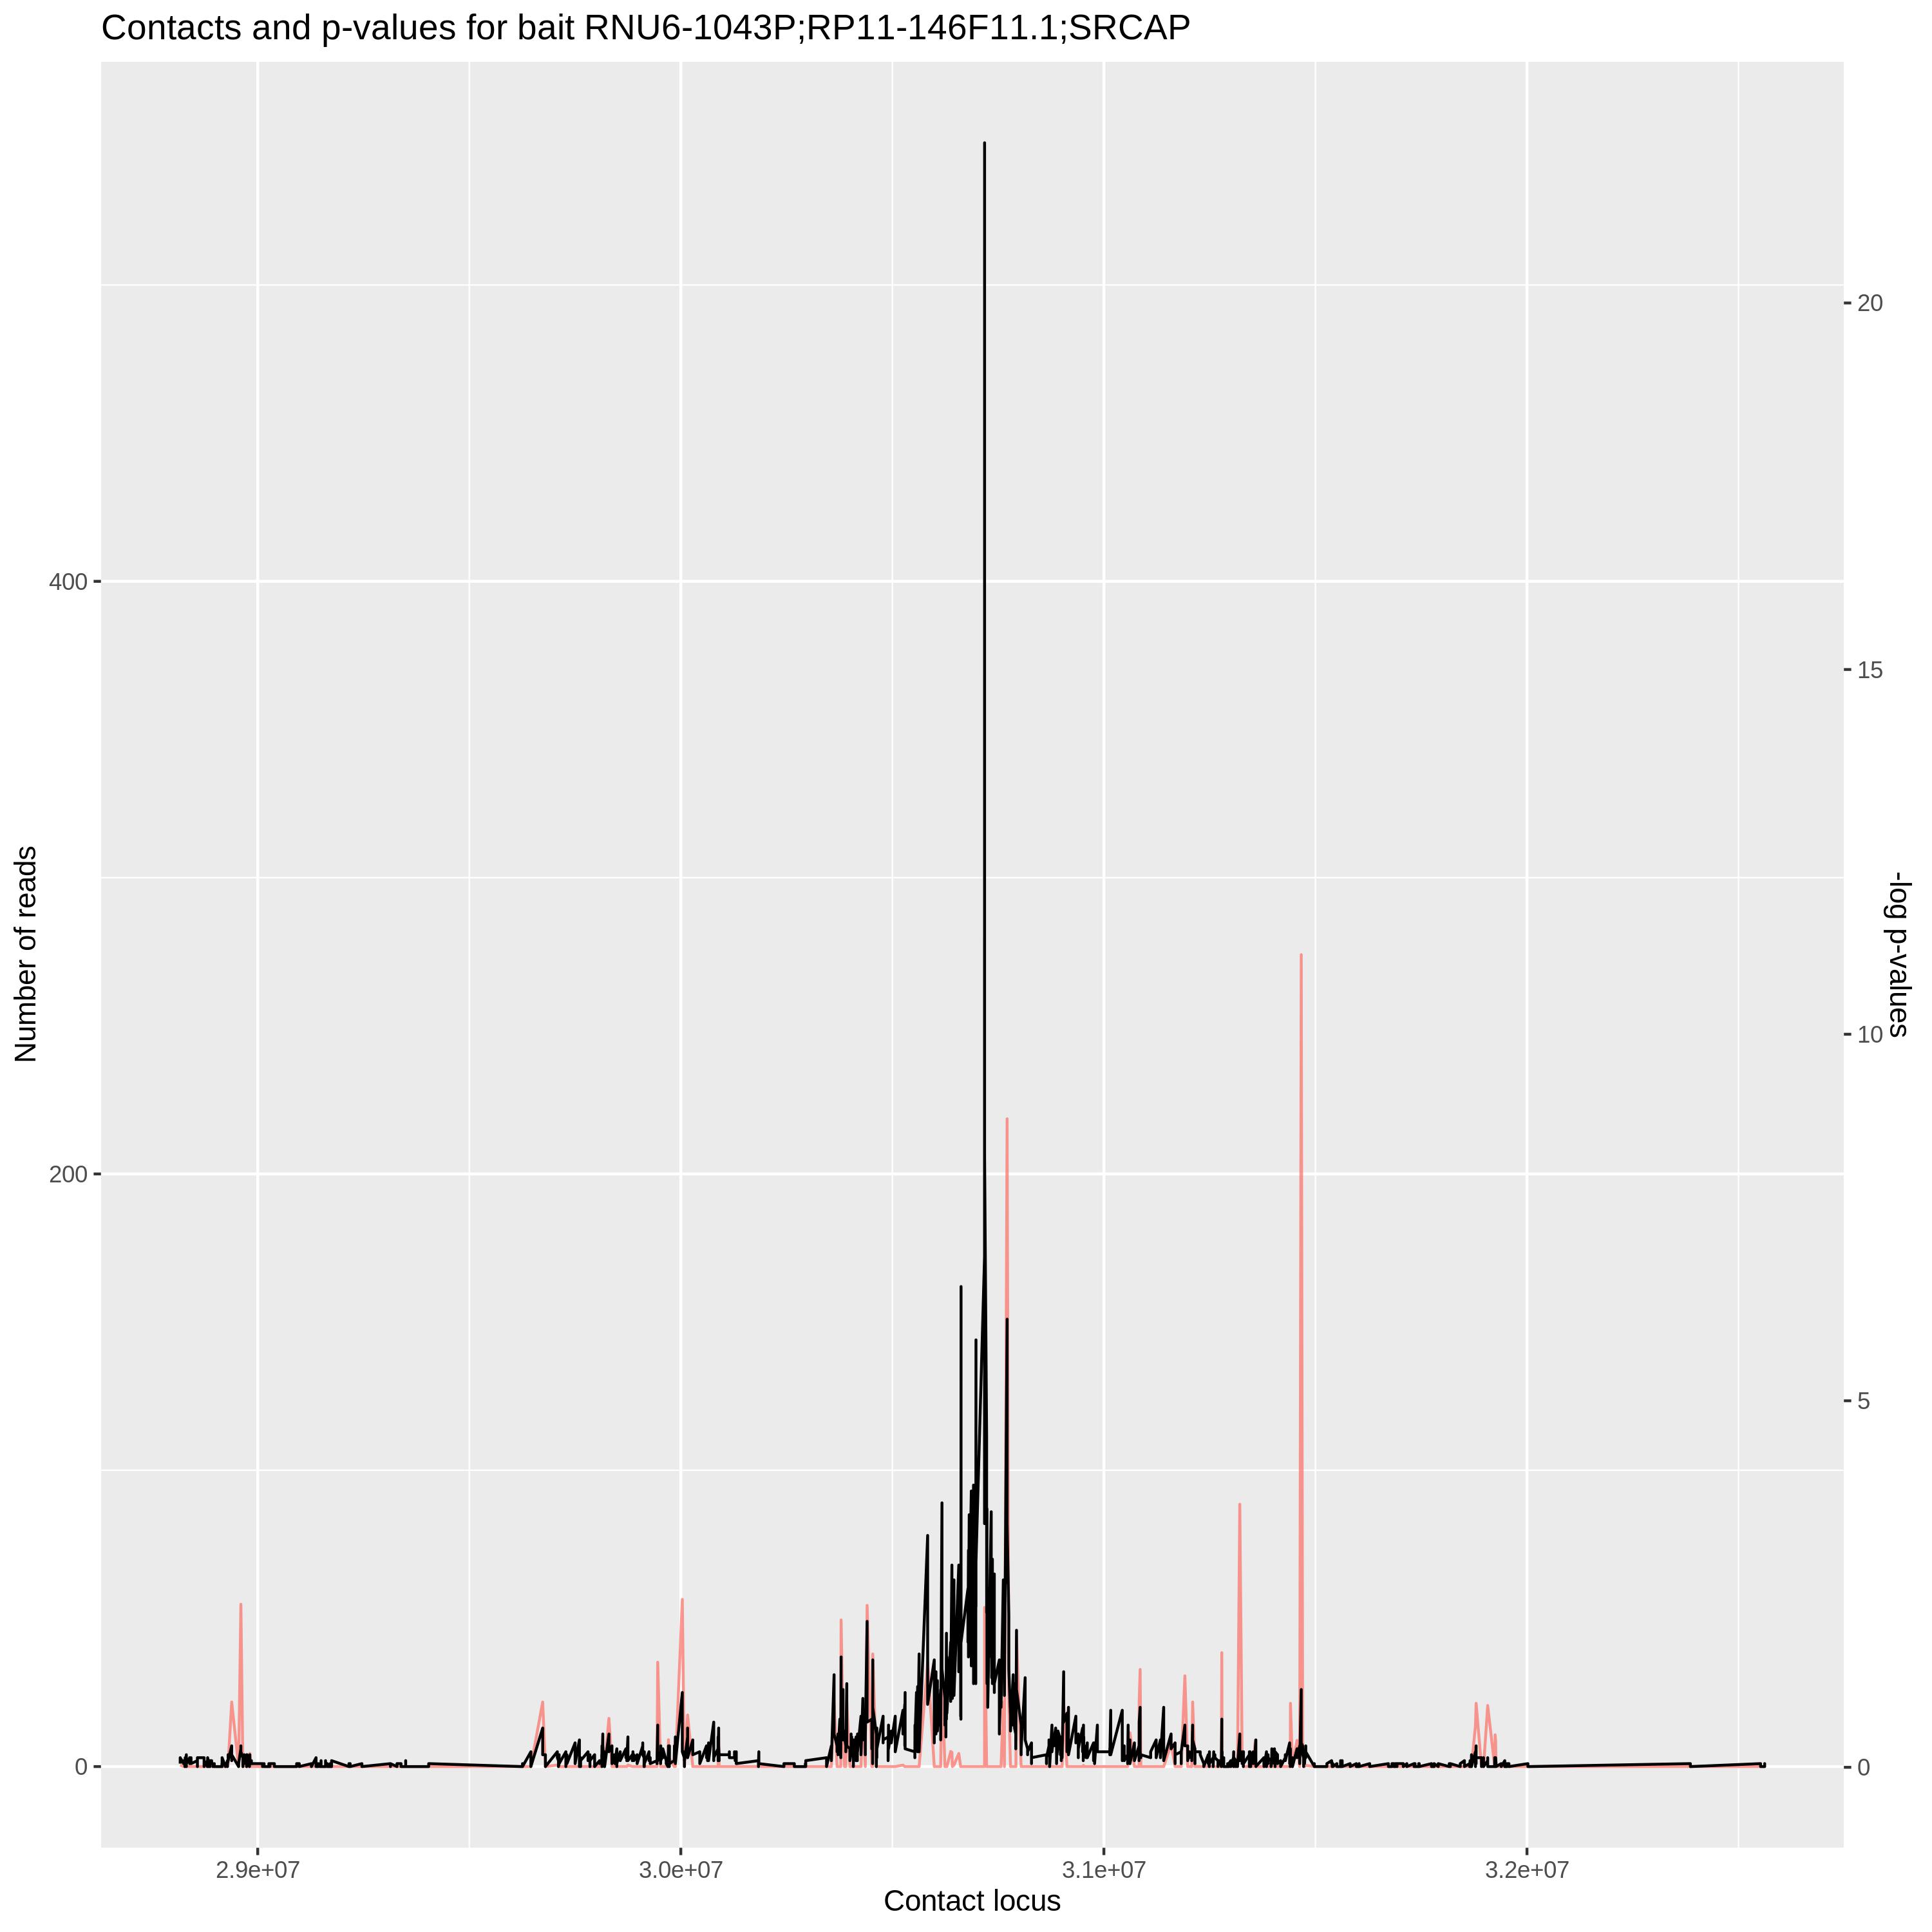 Contacts and p-values for bait RNU6-1043P;RP11-146F11.1;SRCAP
Number of reads
400
200
0
20
15
10
5
0
-log p-values
2.9e+07
3.0e+07
3.1e+07
3.2e+07
Contact locus